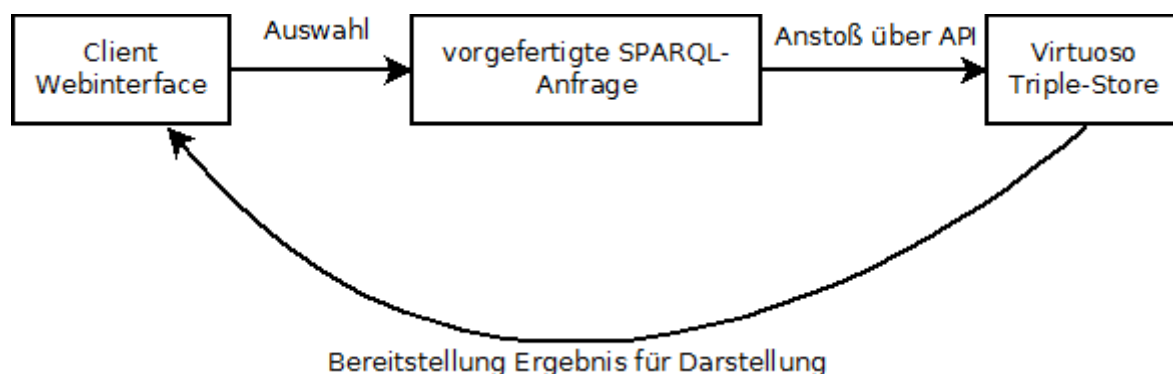 Client
Webinterface
Auswahl
vorgefertigte SPARQL-
Anfrage
Anstoß über API
Virtuoso
Triple-Store
Bereitstellung Ergebnis für Darstellung